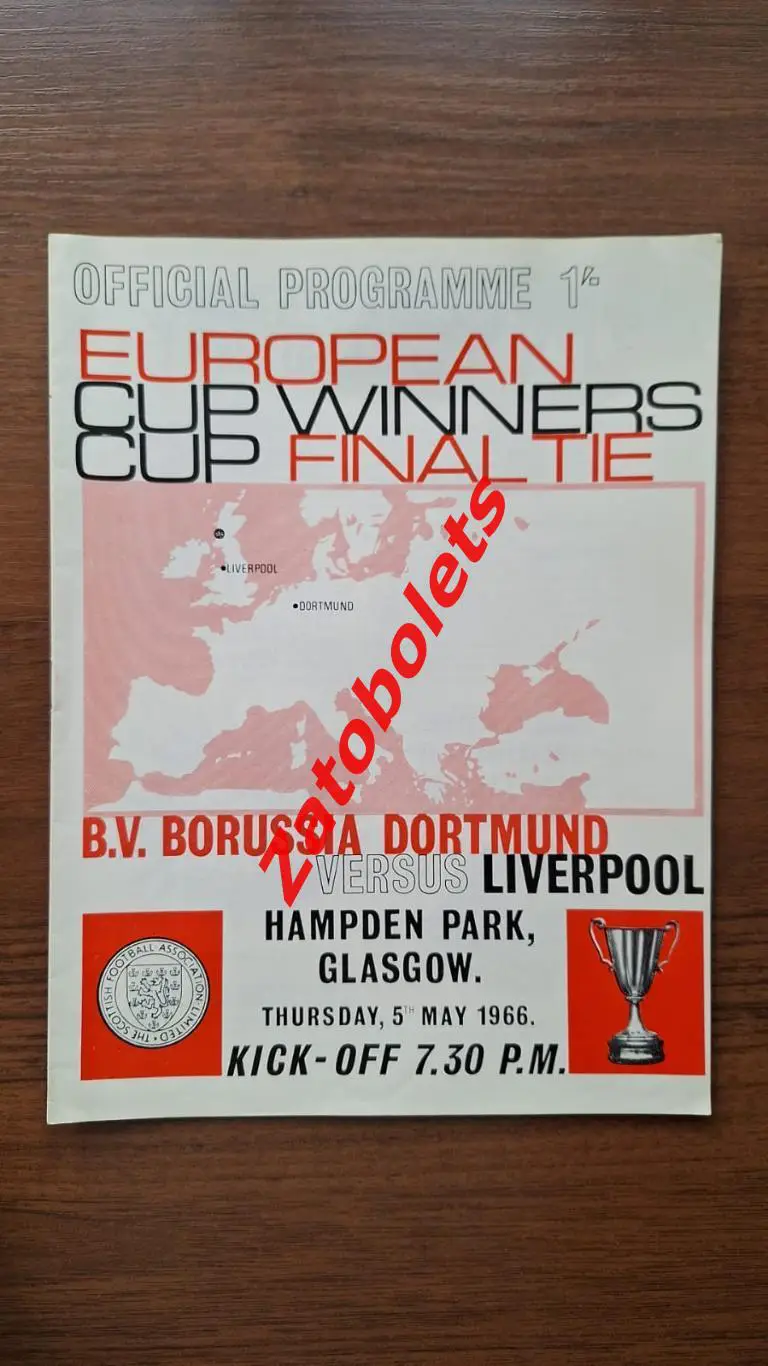 OFFICIAL PROGRAMME 1/-
EUROPEAN
CUP WINNERS
CUP FINAL TIE
LIVERPOOL
DORTMUND
Zatobolets
B.V. BORUSSIA DORTMUND
VERSUS LIVERPOOL
HAMPDEN PARK,
GLASGOW.
THURSDAY, 5TH MAY 1966.
KICK-OFF 7.30 P.M.
THE SCOTTISH FOOTBALL ASSOCIATION LIMITED